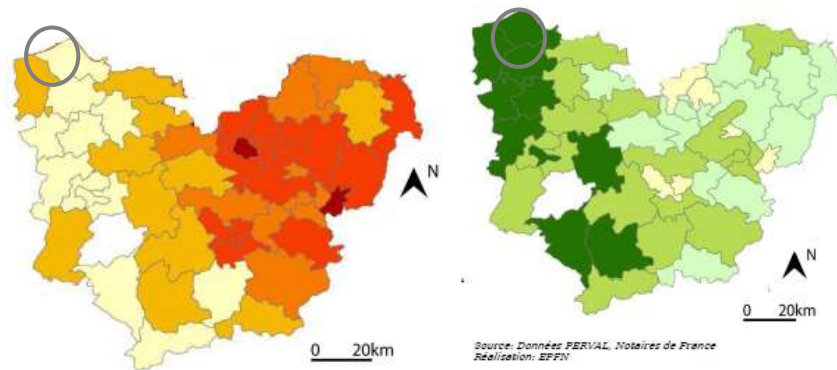 N
0 20km
N
0 20km
Source: Données PERVAL, Notaires de France
Réalisation: EPFN